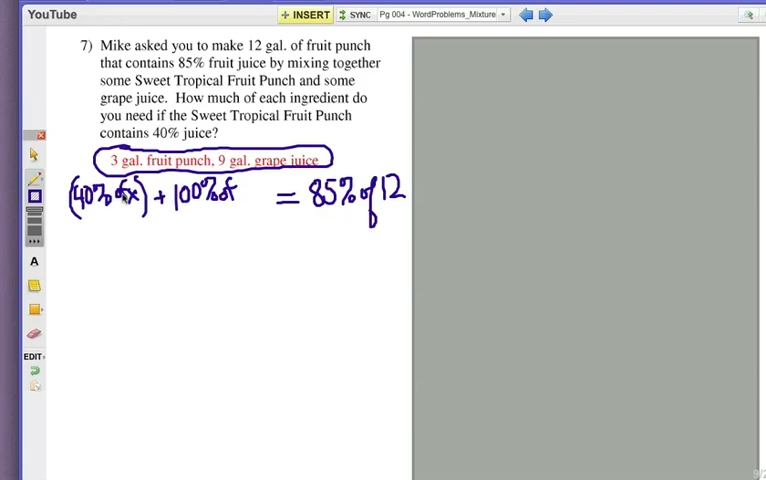 YouTube
INSERT SYNC Pg 004 - WordProblems_Mixture
7) Mike asked you to make 12 gal. of fruit punch
that contains 85% fruit juice by mixing together
some Sweet Tropical Fruit Punch and some
grape juice. How much of each ingredient do
you need if the Sweet Tropical Fruit Punch
contains 40% juice?
3 gal. fruit punch, 9 gal. grape juice
(40% of x) + 100% of = 85% of 12
A
EDIT